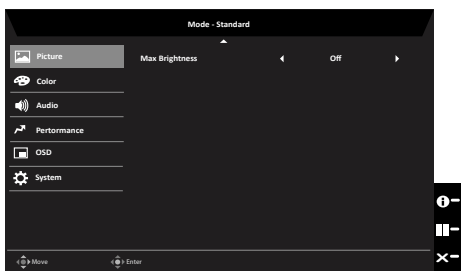 Mode - Standard
Picture
Max Brightness Off
Color
Audio
Pertormance
OSD
System
Move Enter